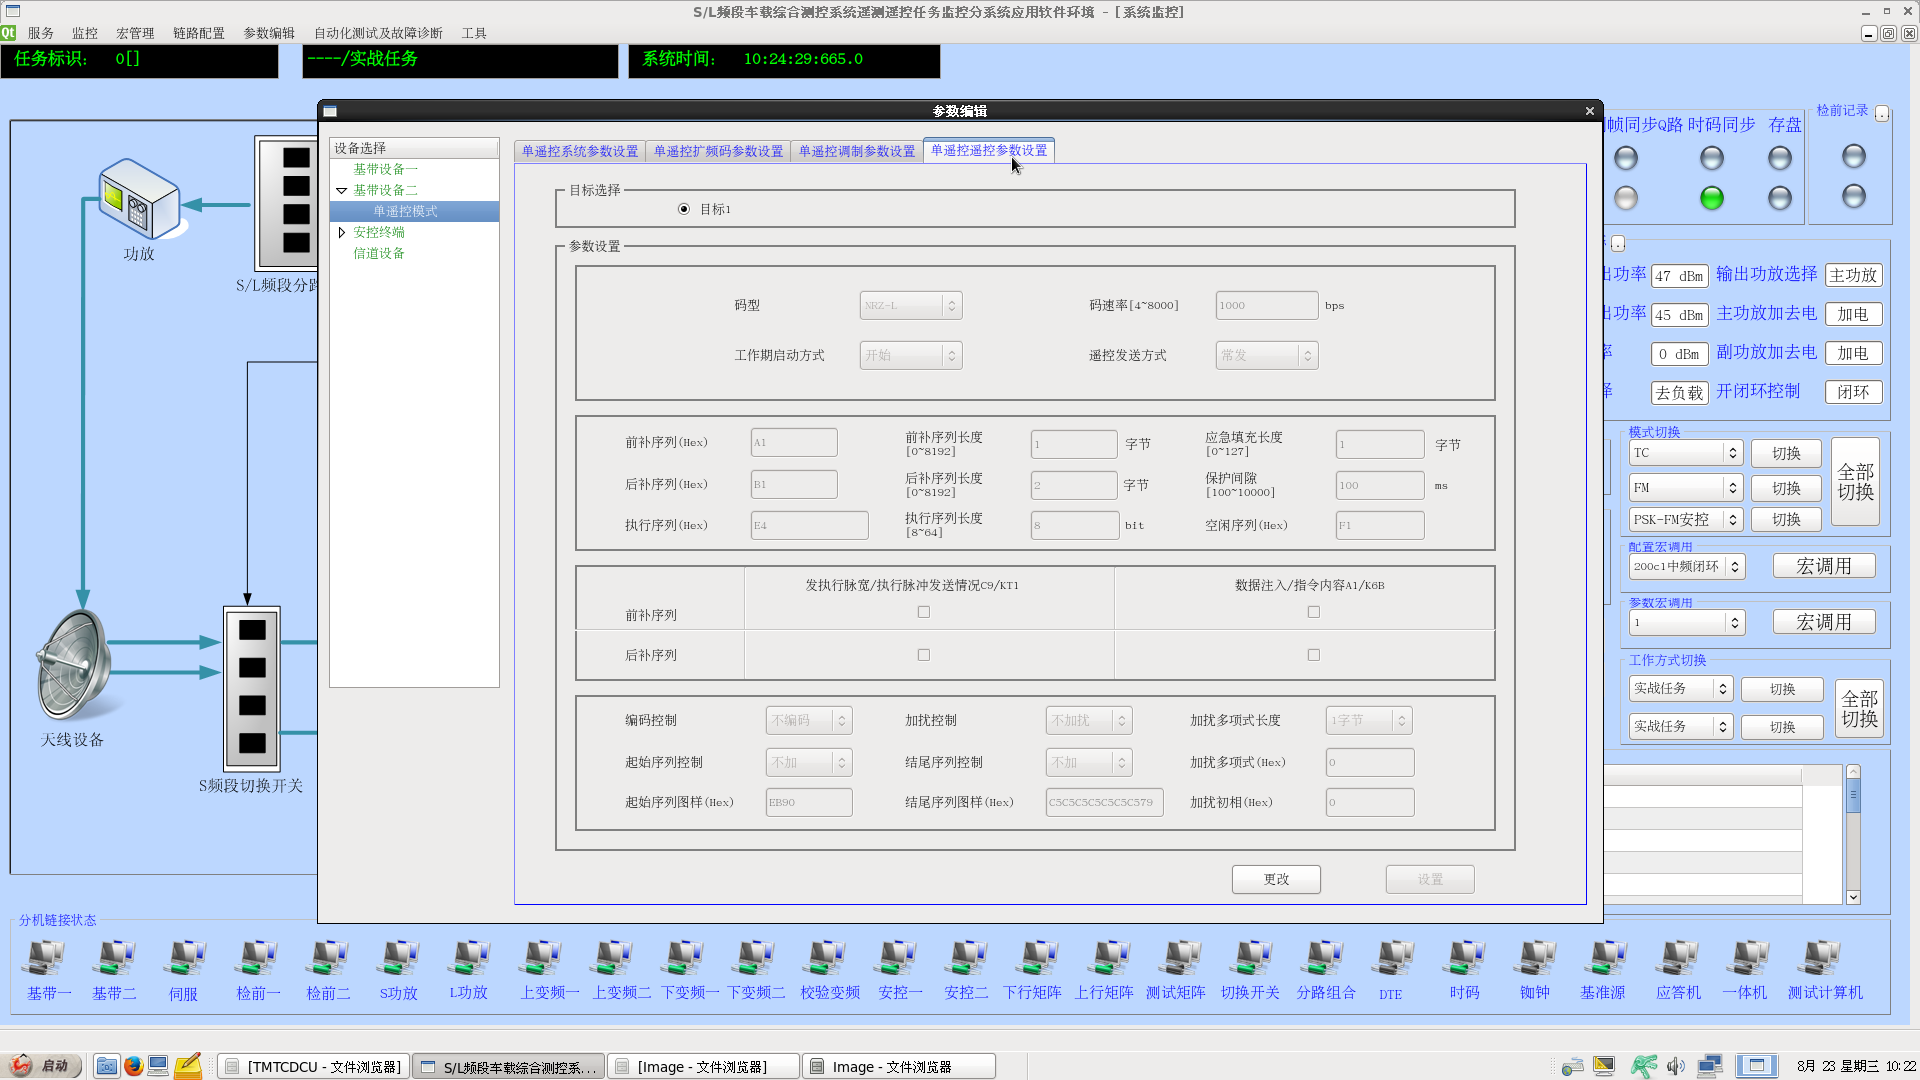 S/L频段车载综合测控系统遥测遥控任务监控分系统应用软件环境 - [系统监控]
服务 监控 宏管理 链路配置 参数编辑 自动化测试及故障诊断 工具
任务标识： 0[]
----/实战任务
系统时间： 10:24:29:665.0
参数编辑
设备选择
基带设备一
基带设备二
单遥控模式
安控终端
信道设备
单遥控系统参数设置 单遥控扩频码参数设置 单遥控调制参数设置 单遥控遥控参数设置
目标选择
目标1
参数设置
码型 NRZ-L 码速率[4~8000] 1000 bps
工作期启动方式 开始 遥控发送方式 常发
前补序列(Hex) A1 前补序列长度[0~8192] 1 字节 应急填充长度[0~127] 1 字节
后补序列(Hex) B1 后补序列长度[0~8192] 2 字节 保护间隙[100~10000] 100 ms
执行序列(Hex) E4 执行序列长度[8~64] 8 bit 空闲序列(Hex) F1
发执行脉宽/执行脉冲发送情况C9/KT1 数据注入/指令内容A1/K6B
前补序列
后补序列
编码控制 不编码 加扰控制 不加扰 加扰多项式长度 1字节
起始序列控制 不加 结尾序列控制 不加 加扰多项式(Hex) 0
起始序列图样(Hex) EB90 结尾序列图样(Hex) C5C5C5C5C5C5C579 加扰初相(Hex) 0
更改 设置
功放
S/L频段分路
天线设备
S频段切换开关
帧同步Q路 时码同步 存盘
检前记录
出功率 47 dBm 输出功放选择 主功放
出功率 45 dBm 主功放加去电 加电
率 0 dBm 副功放加去电 加电
择 去负载 开闭环控制 闭环
模式切换
TC 切换
FM 切换
PSK-FM安控 切换
全部切换
配置宏调用
200c1中频闭环 宏调用
参数宏调用
1 宏调用
工作方式切换
实战任务 切换
实战任务 切换
全部切换
分机链接状态
基带一 基带二 伺服 检前一 检前二 S功放 L功放 上变频一 上变频二 下变频一 下变频二 校验变频 安控一 安控二 下行矩阵 上行矩阵 测试矩阵 切换开关 分路组合 DTE 时码 铷钟 基准源 应答机 一体机 测试计算机
启动 [TMTCDCU - 文件浏览器] S/L频段车载综合测控系... [Image - 文件浏览器] Image - 文件浏览器 8月 23 星期三 10:22